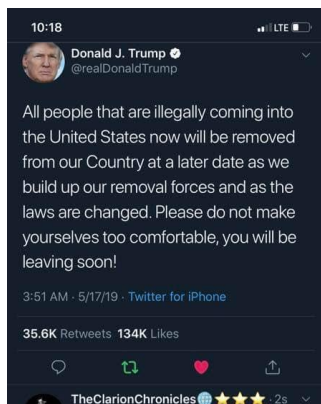 10:18
LTE
Donald J. Trump
@realDonaldTrump
All people that are illegally coming into
the United States now will be removed
from our Country at a later date as we
build up our removal forces and as the
laws are changed. Please do not make
yourselves too comfortable, you will be
leaving soon!
3:51 AM · 5/17/19 · Twitter for iPhone
35.6K Retweets 134K Likes
TheClarionChronicles · 2s